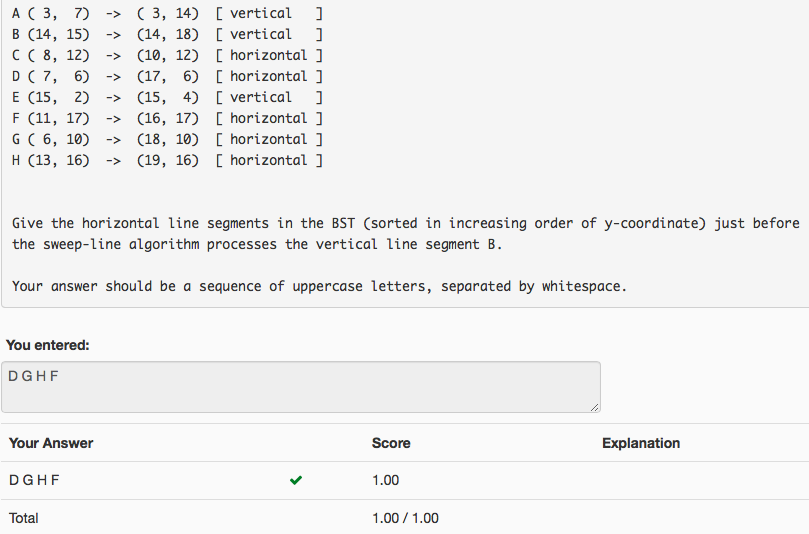 A ( 3,  7)  ->  ( 3, 14)  [ vertical   ]
B (14, 15)  ->  (14, 18)  [ vertical   ]
C ( 8, 12)  ->  (10, 12)  [ horizontal ]
D ( 7,  6)  ->  (17,  6)  [ horizontal ]
E (15,  2)  ->  (15,  4)  [ vertical   ]
F (11, 17)  ->  (16, 17)  [ horizontal ]
G ( 6, 10)  ->  (18, 10)  [ horizontal ]
H (13, 16)  ->  (19, 16)  [ horizontal ]
Give the horizontal line segments in the BST (sorted in increasing order of y-coordinate) just before
the sweep-line algorithm processes the vertical line segment B.
Your answer should be a sequence of uppercase letters, separated by whitespace.
You entered:
D G H F
Your Answer Score Explanation
D G H F ✔ 1.00
Total 1.00 / 1.00